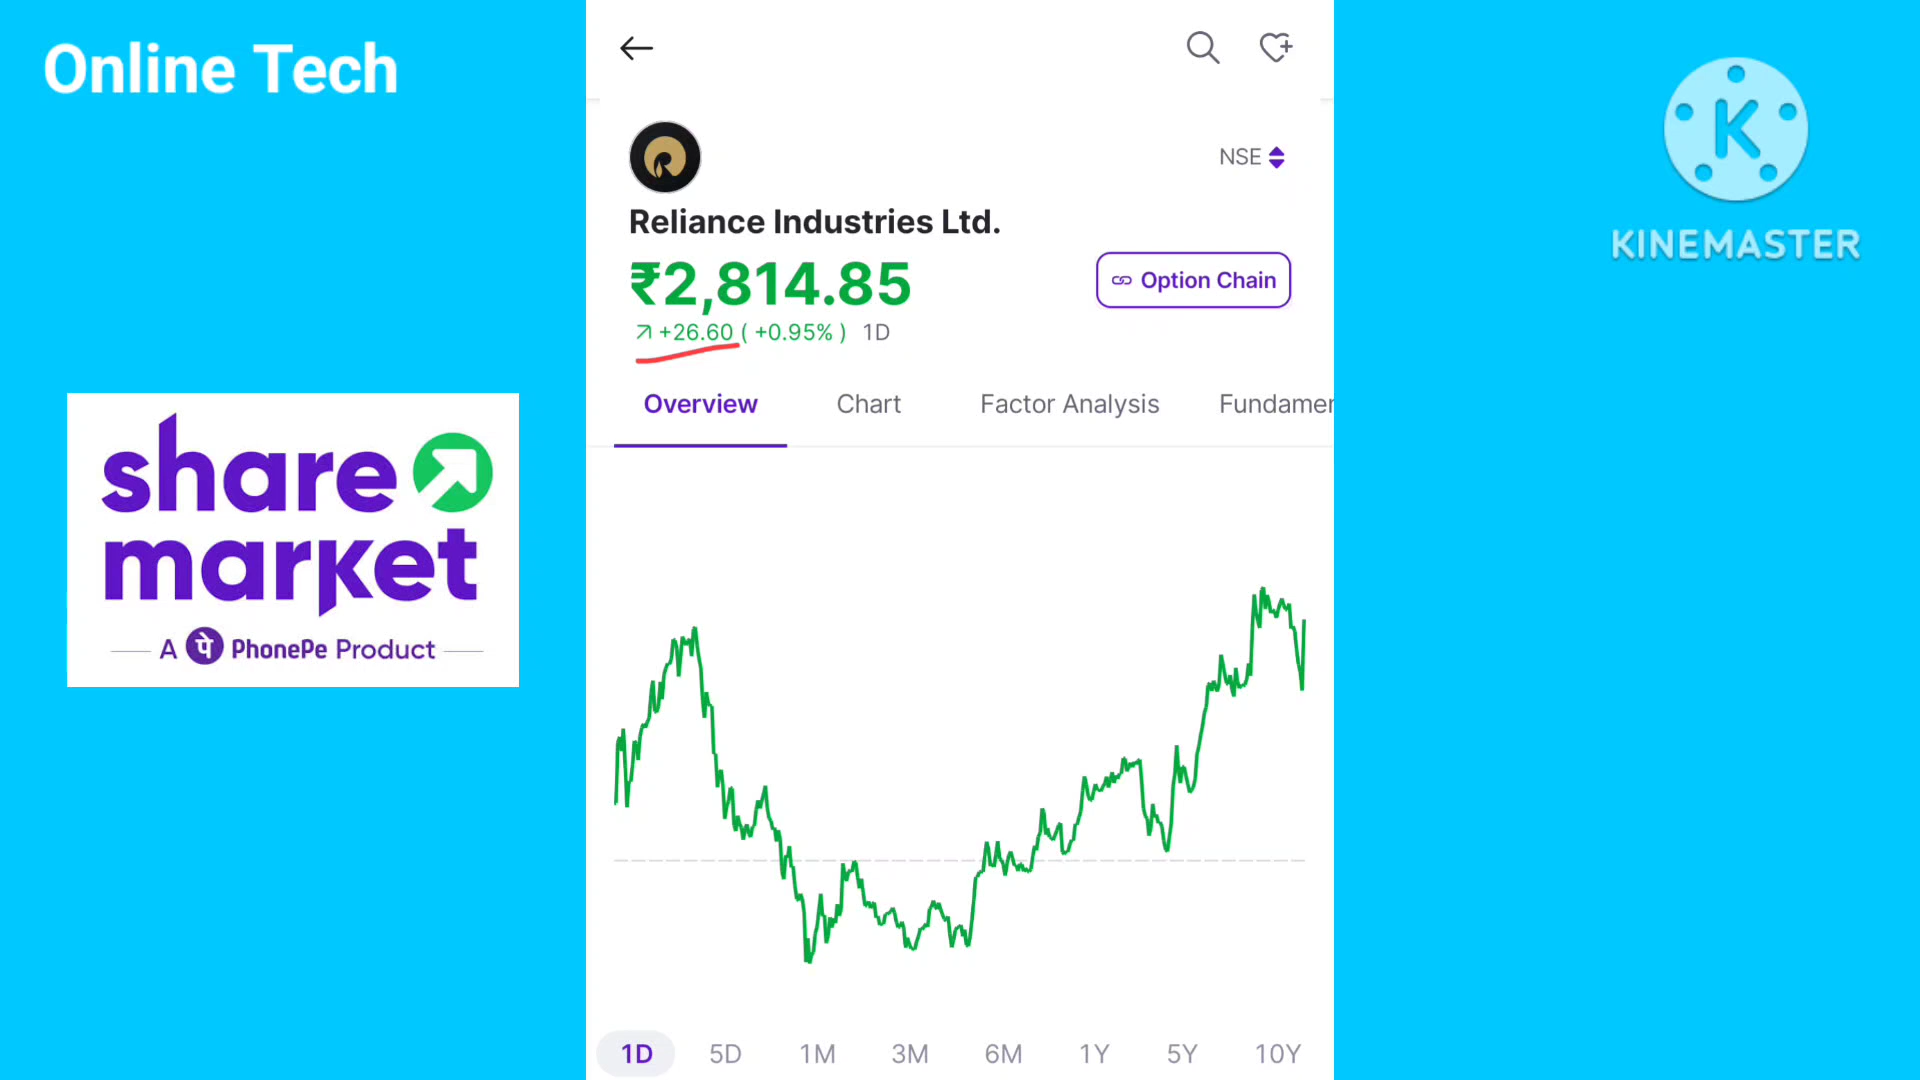 Online Tech
KINEMASTER
share
market
A पे PhonePe Product
NSE
Reliance Industries Ltd.
₹2,814.85
Option Chain
+26.60 ( +0.95% ) 1D
Overview Chart Factor Analysis Fundamen
1D 5D 1M 3M 6M 1Y 5Y 10Y